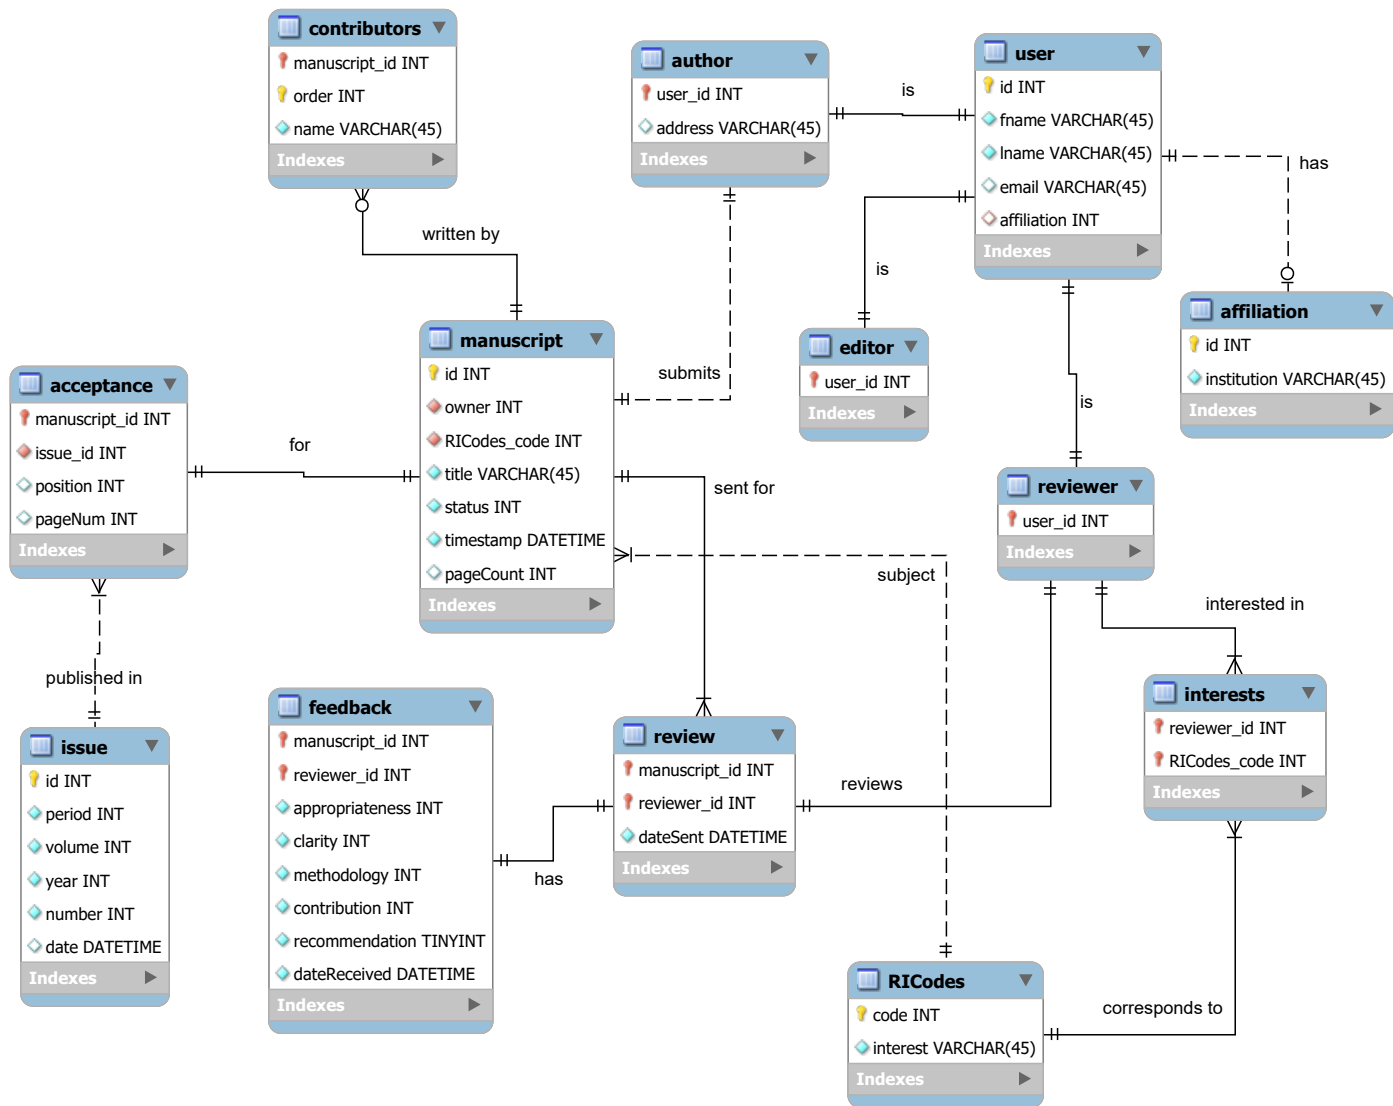 contributors
manuscript_id INT
order INT
name VARCHAR(45)
Indexes
author
user_id INT
address VARCHAR(45)
Indexes
is
user
id INT
fname VARCHAR(45)
lname VARCHAR(45)
email VARCHAR(45)
affiliation INT
Indexes
has
written by
is
affiliation
id INT
institution VARCHAR(45)
Indexes
manuscript
id INT
owner INT
RICodes_code INT
title VARCHAR(45)
status INT
timestamp DATETIME
pageCount INT
Indexes
submits
editor
user_id INT
Indexes
acceptance
manuscript_id INT
issue_id INT
position INT
pageNum INT
Indexes
for
is
sent for
reviewer
user_id INT
Indexes
subject
interested in
published in
issue
id INT
period INT
volume INT
year INT
number INT
date DATETIME
Indexes
feedback
manuscript_id INT
reviewer_id INT
appropriateness INT
clarity INT
methodology INT
contribution INT
recommendation TINYINT
dateReceived DATETIME
Indexes
has
review
manuscript_id INT
reviewer_id INT
dateSent DATETIME
Indexes
reviews
interests
reviewer_id INT
RICodes_code INT
Indexes
RICodes
code INT
interest VARCHAR(45)
Indexes
corresponds to